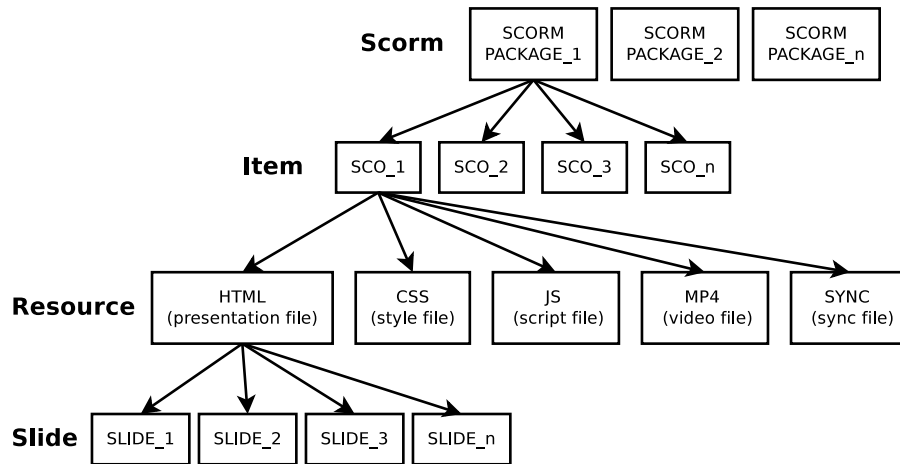 Scorm
SCORM
PACKAGE_1
SCORM
PACKAGE_2
SCORM
PACKAGE_n
Item
SCO_1
SCO_2
SCO_3
SCO_n
Resource
HTML
(presentation file)
CSS
(style file)
JS
(script file)
MP4
(video file)
SYNC
(sync file)
Slide
SLIDE_1
SLIDE_2
SLIDE_3
SLIDE_n